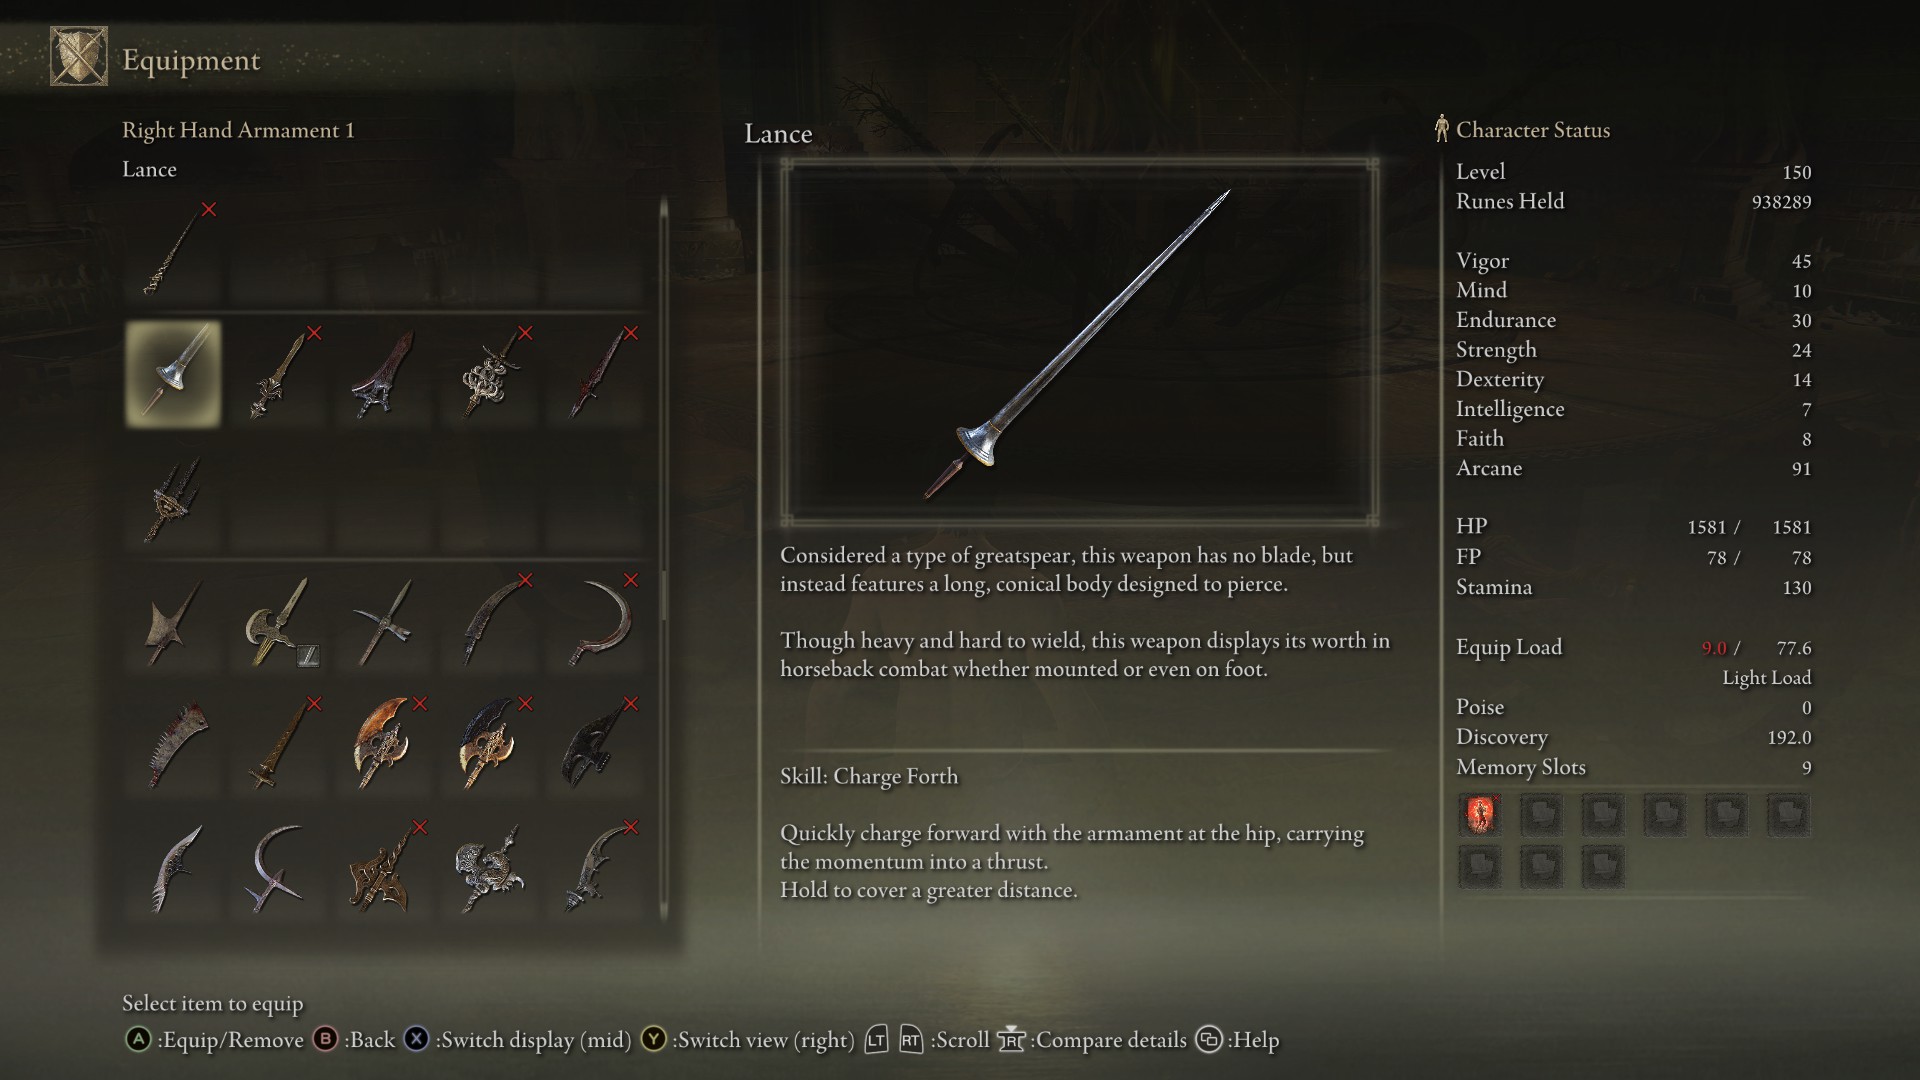 Equipment
Right Hand Armament 1
Lance
Lance
Considered a type of greatspear, this weapon has no blade, but
instead features a long, conical body designed to pierce.
Though heavy and hard to wield, this weapon displays its worth in
horseback combat whether mounted or even on foot.
Skill: Charge Forth
Quickly charge forward with the armament at the hip, carrying
the momentum into a thrust.
Hold to cover a greater distance.
Character Status
Level 150
Runes Held 938289
Vigor 45
Mind 10
Endurance 30
Strength 24
Dexterity 14
Intelligence 7
Faith 8
Arcane 91
HP 1581 / 1581
FP 78 / 78
Stamina 130
Equip Load 9.0 / 77.6
Light Load
Poise 0
Discovery 192.0
Memory Slots 9
Select item to equip
A :Equip/Remove B :Back X :Switch display (mid) Y :Switch view (right) LT RT :Scroll R :Compare details :Help